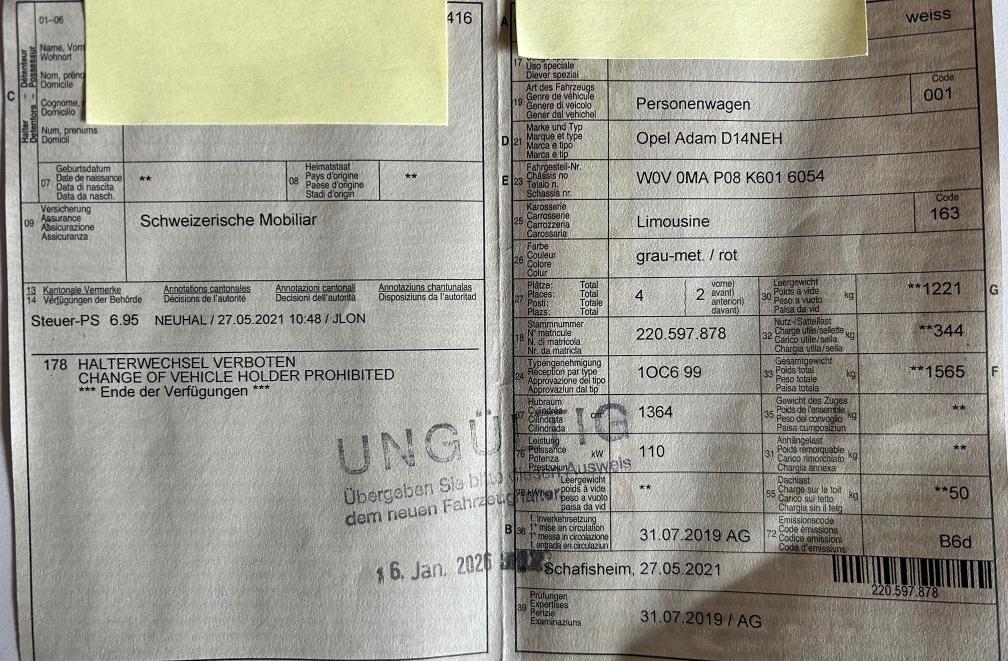 01-06
416
Halter – Détenteur
Detentore – Possessur
C
Name, Vorn
Wohnort
Nom, préno
Domicile
Cognome,
Domicilio
Num, prenums
Domicil
07
Geburtsdatum
Date de naissance
Data di nascita
Data da nasch.
**
08
Heimatstaat
Pays d'origine
Paese d'origine
Stadi d'origin
**
09
Versicherung
Assurance
Assicurazione
Assicuranza
Schweizerische Mobiliar
13 Kantonale Vermerke Annotations cantonales Annotazioni cantonali Annotaziuns chantunalas
14 Verfügungen der Behörde Décisions de l'autorité Decisioni dell'autorità Disposiziuns da l'autoritad
Steuer-PS 6.95 NEUHAL / 27.05.2021 10:48 / JLON
178 HALTERWECHSEL VERBOTEN
CHANGE OF VEHICLE HOLDER PROHIBITED
*** Ende der Verfügungen ***
UNGÜLTIG
Übergeben Sie bitte diesen Ausweis
dem neuen Fahrzeughalter
16. Jan. 2026
A
weiss
17
Uso speciale
Diever spezial
19
Art des Fahrzeugs
Genre de véhicule
Genere di veicolo
Gener dal vehichel
Personenwagen
Code
001
D 21
Marke und Typ
Marque et type
Marca e tipo
Marca e tip
Opel Adam D14NEH
E 23
Fahrgestell-Nr.
Châssis no
Telaio n.
Schassis nr.
W0V 0MA P08 K601 6054
25
Karosserie
Carrosserie
Carrozzeria
Carossaria
Limousine
Code
163
26
Farbe
Couleur
Colore
Colur
grau-met. / rot
27
Plätze: Total
Places: Total
Posti: Totale
Plazs: Total
4
2
vorne)
avant)
anteriori)
davant)
30
Leergewicht
Poids à vide
Peso a vuoto
Paisa da vid
kg
**1221
G
18
Stammnummer
N° matricule
N. di matricola
Nr. da matricla
220.597.878
32
Nutz-/Sattellast
Charge utile/sellette
Carico utile/sella
Chargia utila/sella
kg
**344
24
Typengenehmigung
Réception par type
Approvazione del tipo
Approvaziun dal tip
1OC6 99
33
Gesamtgewicht
Poids total
Peso totale
Paisa totala
kg
**1565
F
37
Hubraum
Cylindrée
Cilindrata
Cilindrada
cm³
1364
35
Gewicht des Zuges
Poids de l'ensemble
Peso del convoglio
Paisa cumposiziun
kg
**
76
Leistung
Puissance
Potenza
Prestaziun
kW
110
31
Anhängelast
Poids remorquable
Carico rimorchiato
Chargia annexa
kg
**
78
Leergewicht
poids à vide
peso a vuoto
paisa da vid
**
55
Dachlast
Charge sur le toit
Carico sul tetto
Chargia sin il tetg
kg
**50
B 36
1. Inverkehrsetzung
1re mise en circulation
1a messa in circolazione
1. entrada en circulaziun
31.07.2019 AG
72
Emissionscode
Code émissions
Codice emissioni
Code d'emissiuns
B6d
Schafisheim, 27.05.2021
220.597.878
39
Prüfungen
Expertises
Perizie
Examinaziuns
31.07.2019 / AG